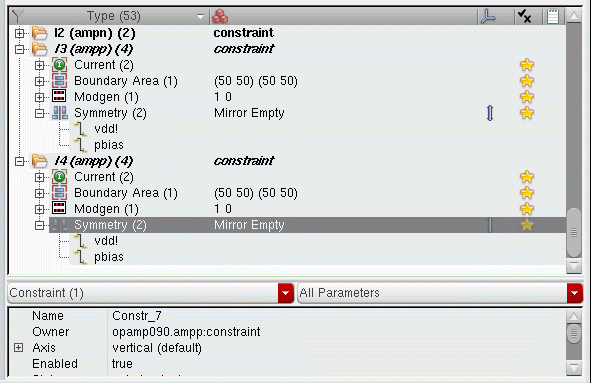 Type (53)
I2 (ampn) (2) constraint
I3 (ampp) (4) constraint
Current (2)
Boundary Area (1) (50 50) (50 50)
Modgen (1) 1 0
Symmetry (2) Mirror Empty
vdd!
pbias
I4 (ampp) (4) constraint
Current (2)
Boundary Area (1) (50 50) (50 50)
Modgen (1) 1 0
Symmetry (2) Mirror Empty
vdd!
pbias
Constraint (1) All Parameters
Name Constr_7
Owner opamp090.ampp:constraint
Axis vertical (default)
Enabled true